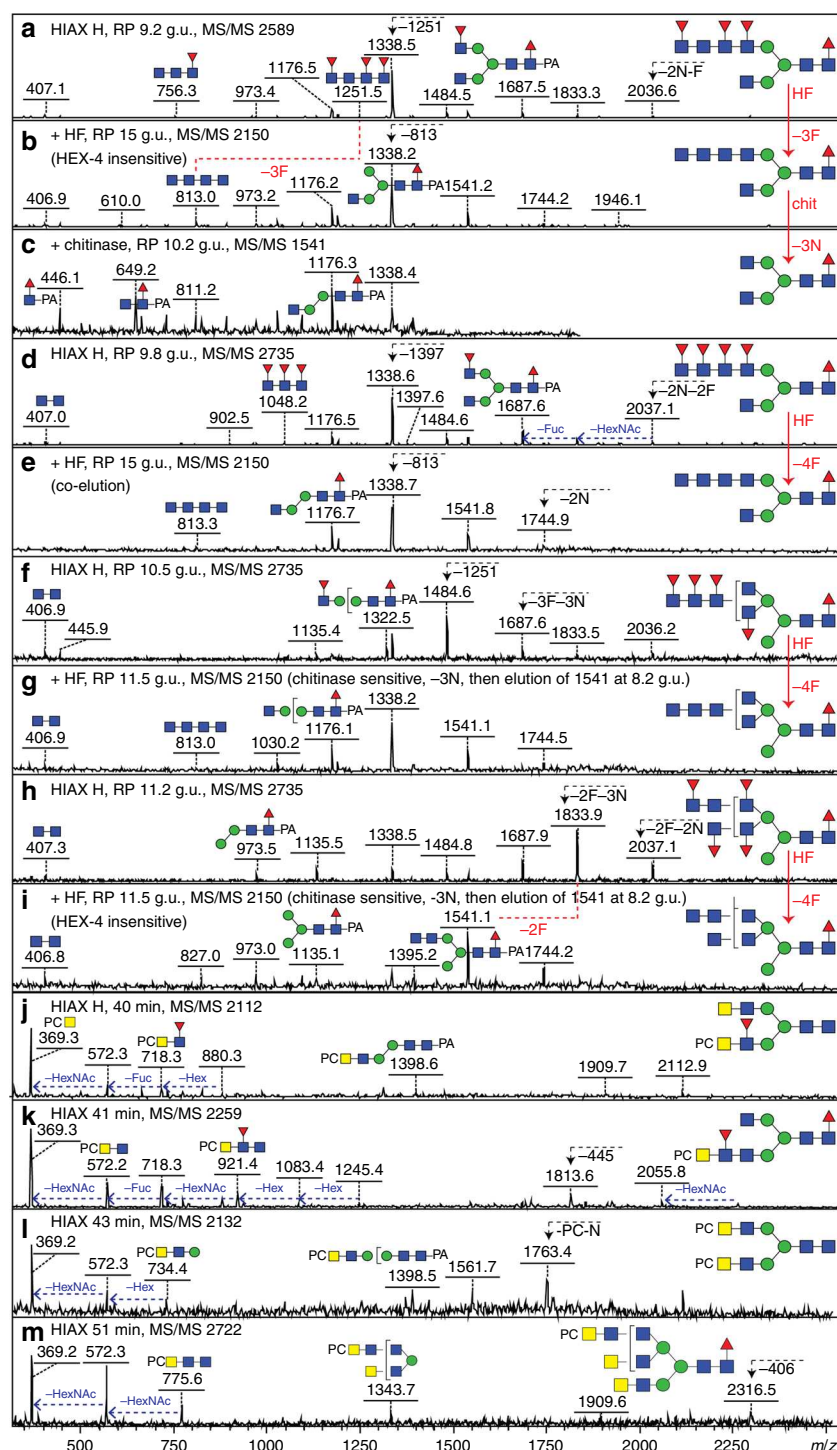 a HIAX H, RP 9.2 g.u., MS/MS 2589
–1251
1338.5
PA
407.1
756.3
973.4
1176.5
1251.5
1484.5
1687.5
1833.3
2036.6
–2N-F
HF
–3F
b + HF, RP 15 g.u., MS/MS 2150
(HEX-4 insensitive)
–3F
–813
1338.2
PA
406.9
610.0
813.0
973.2
1176.2
1541.2
1744.2
1946.1
chit
–3N
c + chitinase, RP 10.2 g.u., MS/MS 1541
PA
446.1
649.2
PA
811.2
1176.3
PA
1338.4
d HIAX H, RP 9.8 g.u., MS/MS 2735
–1397
1338.6
PA
407.0
902.5
1048.2
1176.5
1397.6
1484.6
1687.6
–Fuc
–HexNAc
2037.1
–2N–2F
HF
–4F
e + HF, RP 15 g.u., MS/MS 2150
(co-elution)
–813
1338.7
PA
813.3
1176.7
1541.8
1744.9
–2N
f HIAX H, RP 10.5 g.u., MS/MS 2735
–1251
1484.6
PA
406.9
445.9
1135.4
1322.5
–3F–3N
1687.6
1833.5
2036.2
HF
–4F
g + HF, RP 11.5 g.u., MS/MS 2150 (chitinase sensitive, –3N, then elution of 1541 at 8.2 g.u.)
PA
1338.2
406.9
813.0
1030.2
1176.1
1541.1
1744.5
h HIAX H, RP 11.2 g.u., MS/MS 2735
–2F–3N
1833.9
–2F–2N
2037.1
PA
407.3
973.5
1135.5
1338.5
1484.8
1687.9
HF
–4F
i + HF, RP 11.5 g.u., MS/MS 2150 (chitinase sensitive, -3N, then elution of 1541 at 8.2 g.u.)
(HEX-4 insensitive)
–2F
PA
1541.1
PA
406.8
827.0
973.0
1135.1
1395.2
1744.2
j HIAX H, 40 min, MS/MS 2112
PC
369.3
PC
572.3
718.3
880.3
–HexNAc
–Fuc
–Hex
PC
PA
1398.6
1909.7
2112.9
PC
PC
k HIAX 41 min, MS/MS 2259
369.3
PC
572.2
718.3
PC
921.4
1083.4
1245.4
–HexNAc
–Fuc
–HexNAc
–Hex
–Hex
–445
1813.6
2055.8
–HexNAc
PC
l HIAX 43 min, MS/MS 2132
369.2
572.3
PC
734.4
–HexNAc
–Hex
PC
PA
1398.5
1561.7
-PC-N
1763.4
PC
PC
m HIAX 51 min, MS/MS 2722
369.2
572.3
PC
775.6
–HexNAc
–HexNAc
PC
PC
1343.7
PC
PC
PC
1909.6
–406
2316.5
500
750
1000
1250
1500
1750
2000
2250
m/z